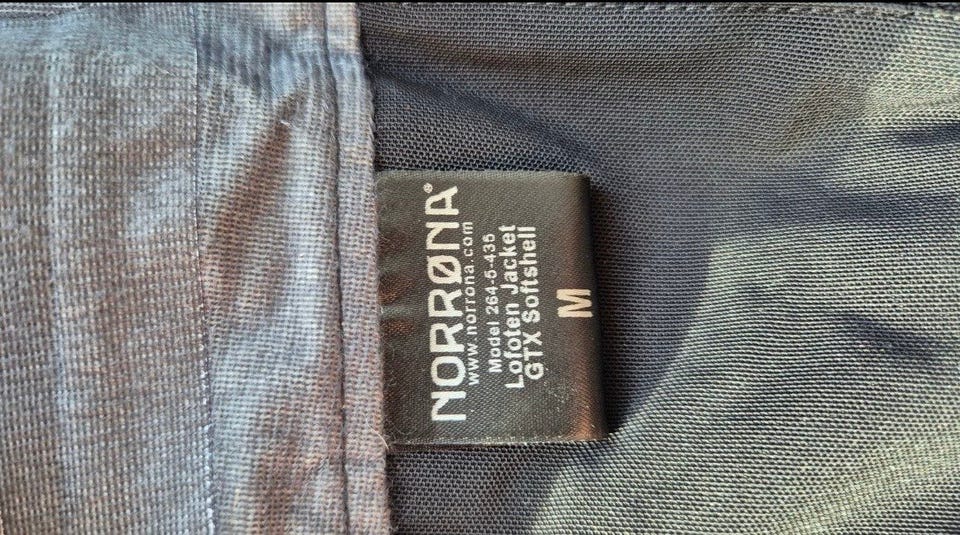 NORRØNA®
www.norrona.com
Model 264-5-435
Lofoten Jacket
GTX Softshell
M